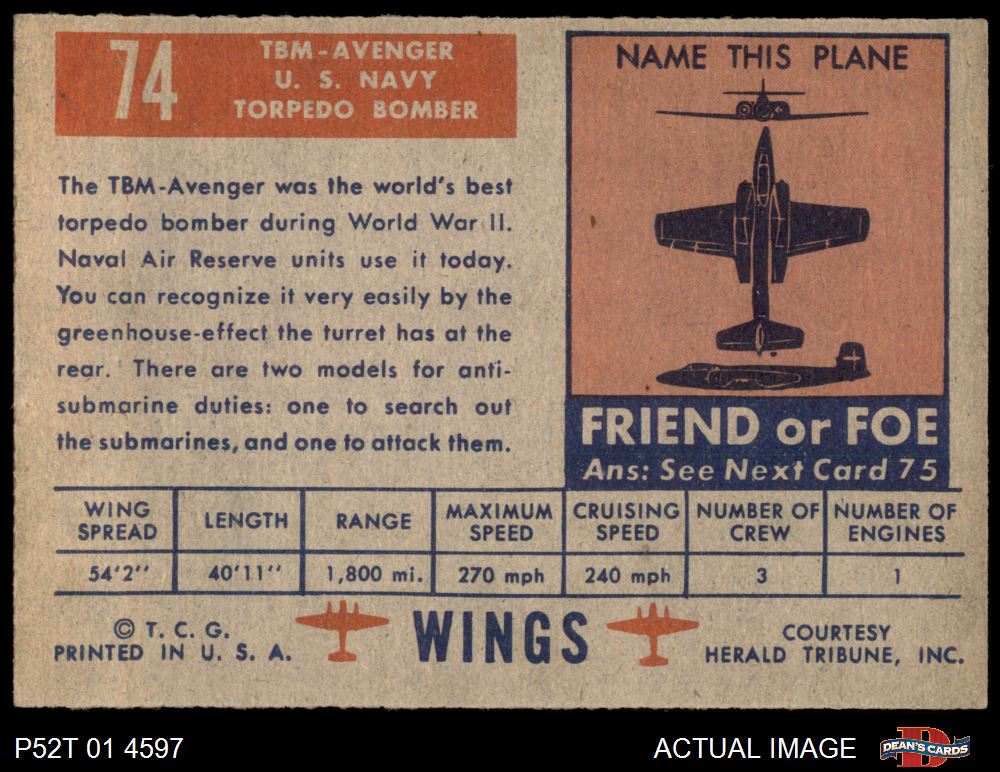 74
TBM-AVENGER
U. S. NAVY
TORPEDO BOMBER
The TBM-Avenger was the world's best
torpedo bomber during World War II.
Naval Air Reserve units use it today.
You can recognize it very easily by the
greenhouse-effect the turret has at the
rear. There are two models for anti-
submarine duties: one to search out
the submarines, and one to attack them.
NAME THIS PLANE
FRIEND or FOE
Ans: See Next Card 75
WING SPREAD LENGTH RANGE MAXIMUM SPEED CRUISING SPEED NUMBER OF CREW NUMBER OF ENGINES
54'2'' 40'11'' 1,800 mi. 270 mph 240 mph 3 1
© T. C. G.
PRINTED IN U. S. A.
WINGS
COURTESY
HERALD TRIBUNE, INC.
P52T 01 4597
ACTUAL IMAGE
D
DEAN'S CARDS